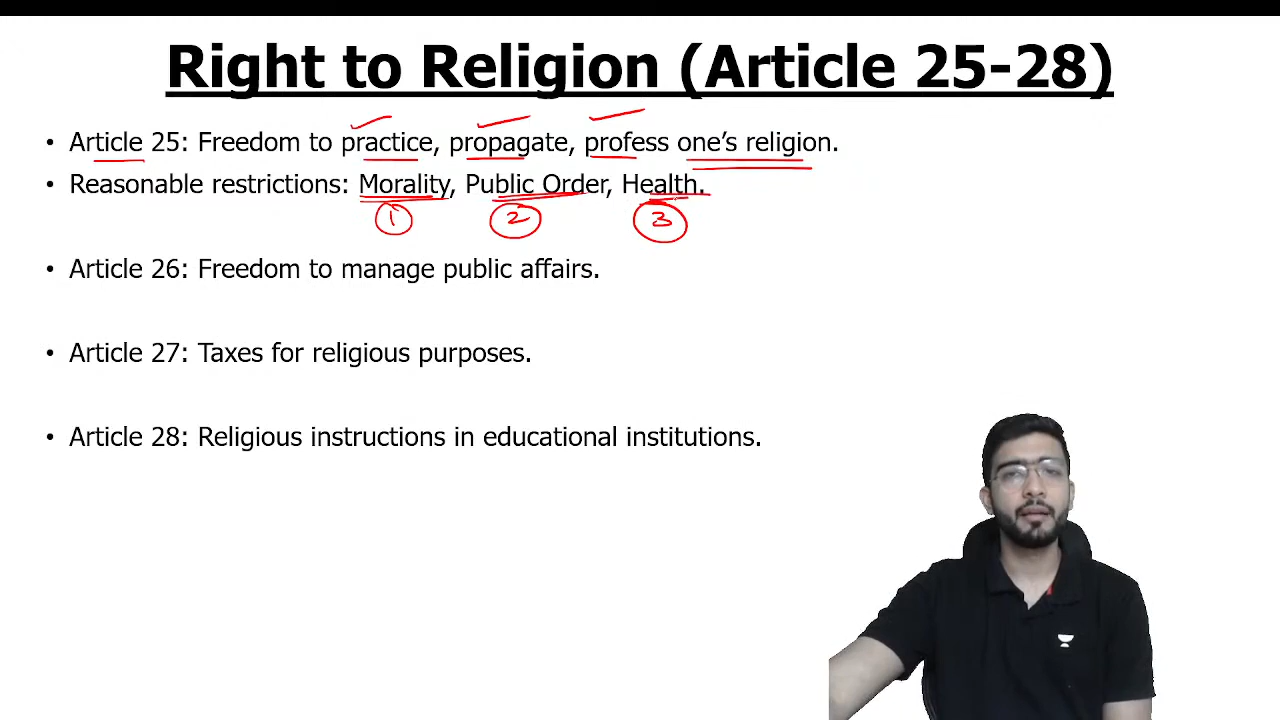 Right to Religion (Article 25-28)
• Article 25: Freedom to practice, propagate, profess one’s religion.
• Reasonable restrictions: Morality, Public Order, Health.
1 2 3
• Article 26: Freedom to manage public affairs.
• Article 27: Taxes for religious purposes.
• Article 28: Religious instructions in educational institutions.